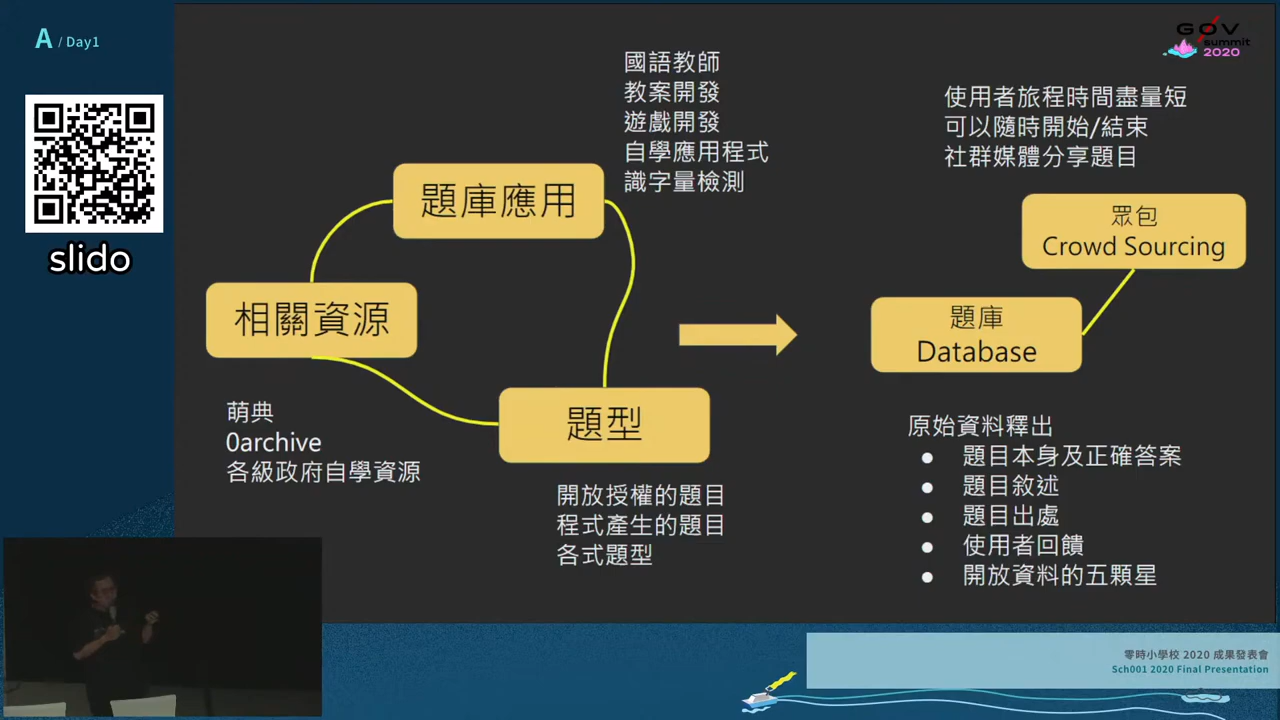 A / Day1
slido
GOV
summit
2020
國語教師
教案開發
遊戲開發
自學應用程式
識字量檢測
題庫應用
相關資源
萌典
0archive
各級政府自學資源
題型
開放授權的題目
程式產生的題目
各式題型
使用者旅程時間盡量短
可以隨時開始/結束
社群媒體分享題目
眾包
Crowd Sourcing
題庫
Database
原始資料釋出
● 題目本身及正確答案
● 題目敘述
● 題目出處
● 使用者回饋
● 開放資料的五顆星
零時小學校 2020 成果發表會
Sch001 2020 Final Presentation